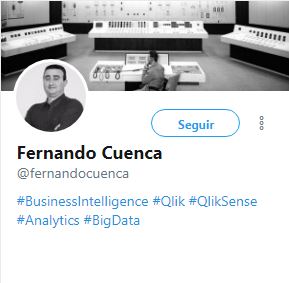 Seguir
Fernando Cuenca
@fernandocuenca
#BusinessIntelligence #Qlik #QlikSense
#Analytics #BigData